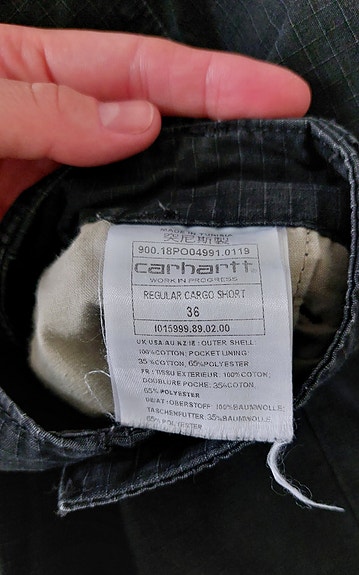 MADE IN TUNISIA
突尼斯製
900.18PO04991.0119
carhartt
WORK IN PROGRESS
REGULAR CARGO SHORT
36
I015999.89.02.00
UK USA AU NZ IE : OUTER SHELL:
100%COTTON; POCKET LINING:
35%COTTON, 65%POLYESTER
FR : TISSU EXTERIEUR: 100% COTON;
DOUBLURE POCHE: 35%COTON,
65% POLYESTER
DE/AT : OBERSTOFF: 100%BAUMWOLLE;
TASCHENFUTTER: 35%BAUMWOLLE,
65% POLYESTER